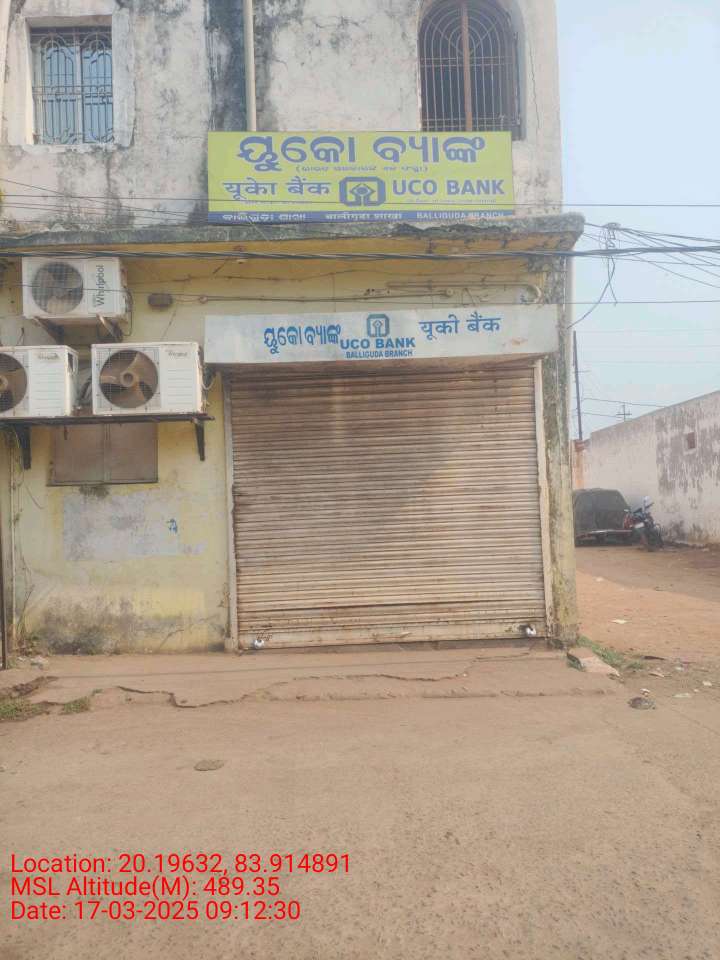 ୟୁକୋ ବ୍ୟାଙ୍କ
यूको बैंक UCO BANK
ବାଲିଗୁଡା ଶାଖା बालीगुडा शाखा BALLIGUDA BRANCH
Whirlpool
ୟୁକୋ ବ୍ୟାଙ୍କ UCO BANK यूको बैंक
BALLIGUDA BRANCH
Location: 20.19632, 83.914891
MSL Altitude(M): 489.35
Date: 17-03-2025 09:12:30